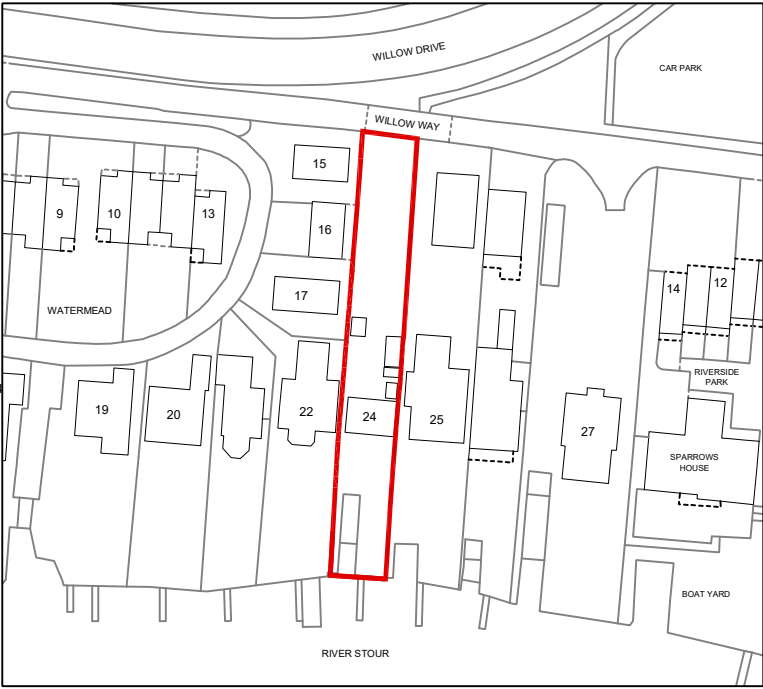 WILLOW DRIVE
CAR PARK
WILLOW WAY
15
9
10
13
16
17
14
12
WATERMEAD
RIVERSIDE
PARK
19
20
22
24
25
27
SPARROWS
HOUSE
BOAT YARD
RIVER STOUR